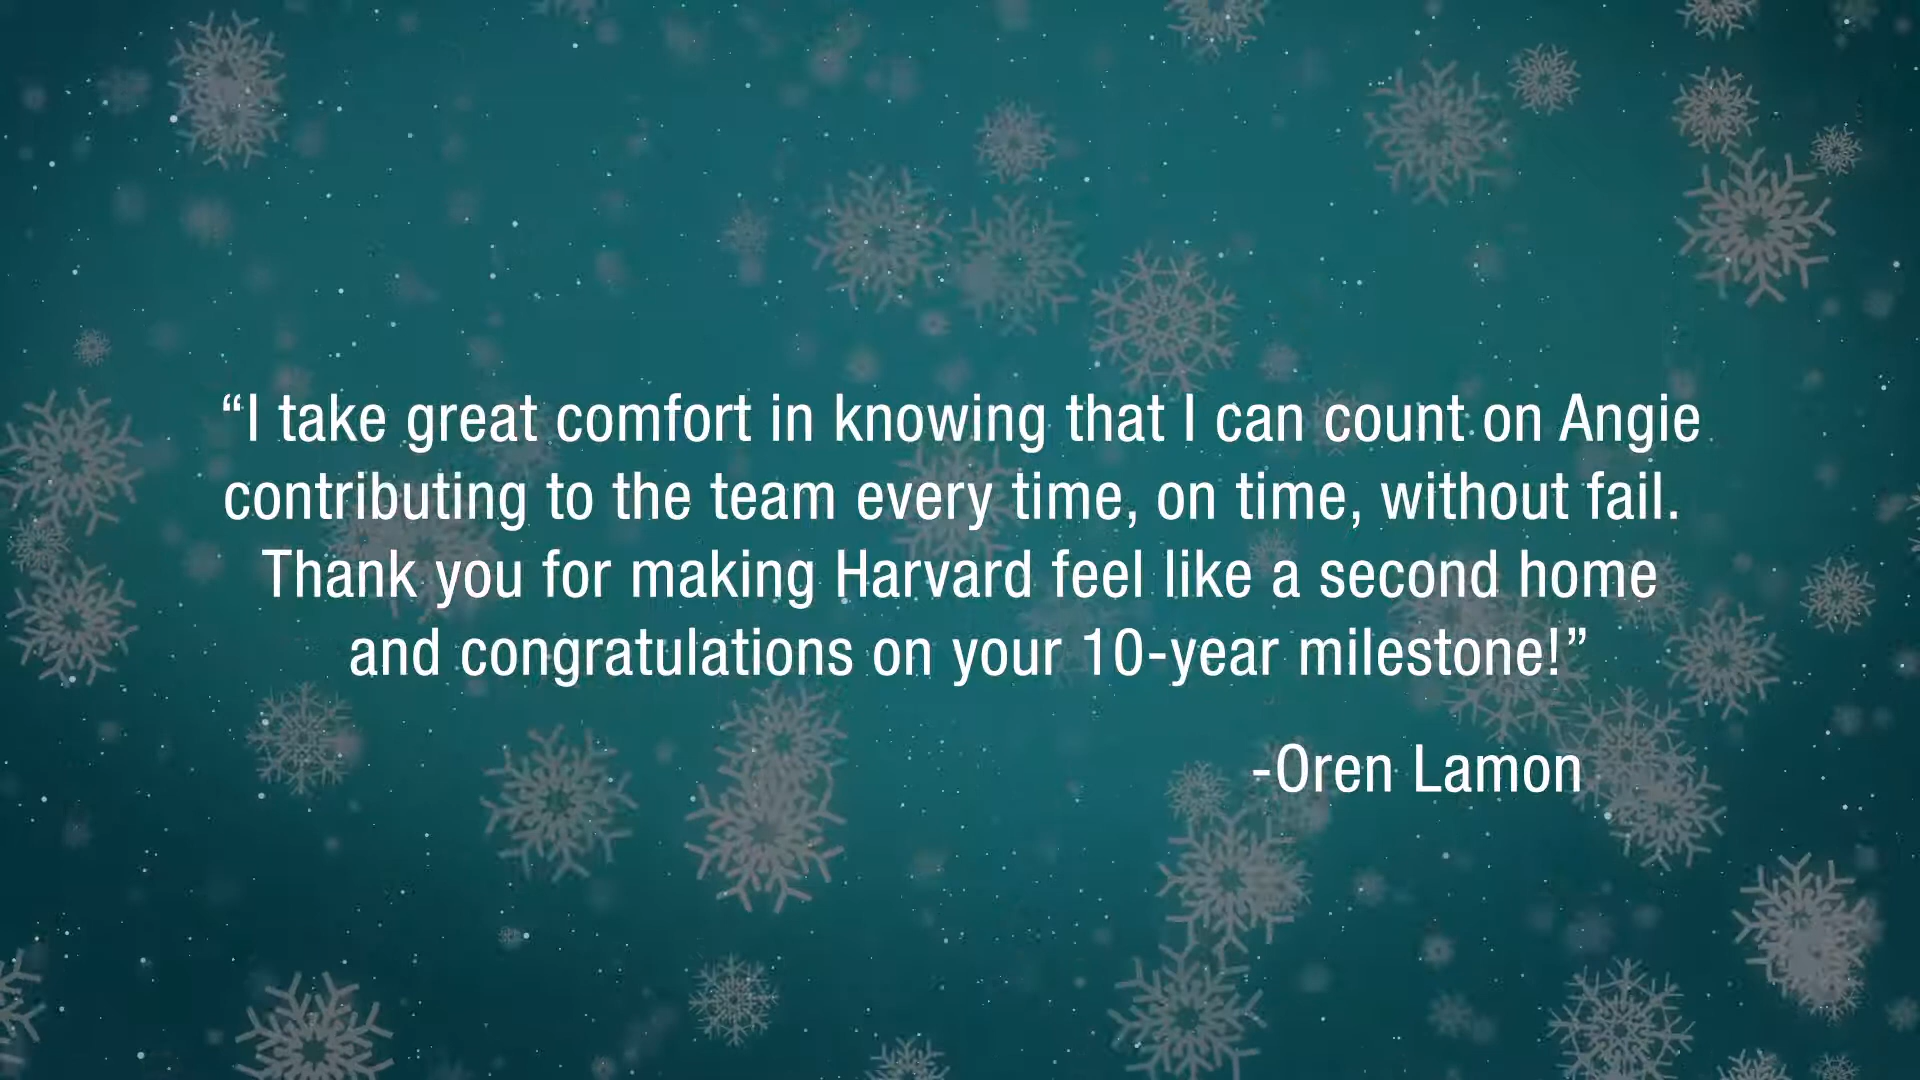 “I take great comfort in knowing that I can count on Angie
contributing to the team every time, on time, without fail.
Thank you for making Harvard feel like a second home
and congratulations on your 10-year milestone!”
-Oren Lamon